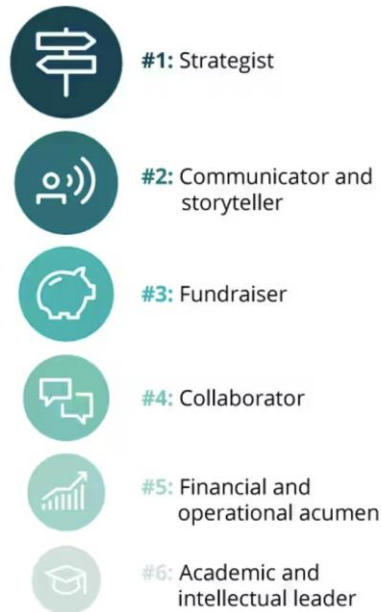 #1: Strategist
#2: Communicator and
storyteller
#3: Fundraiser
#4: Collaborator
#5: Financial and
operational acumen
#6: Academic and
intellectual leader